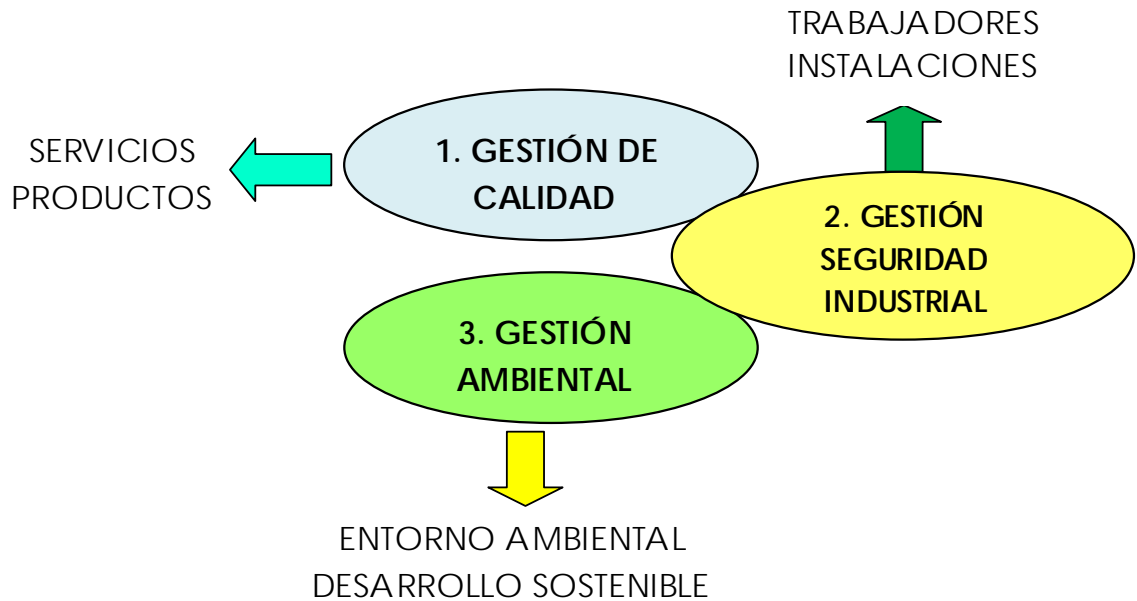 TRABAJADORES
INSTALACIONES
SERVICIOS
PRODUCTOS
1. GESTIÓN DE
CALIDAD
2. GESTIÓN
SEGURIDAD
INDUSTRIAL
3. GESTIÓN
AMBIENTAL
ENTORNO AMBIENTAL
DESARROLLO SOSTENIBLE